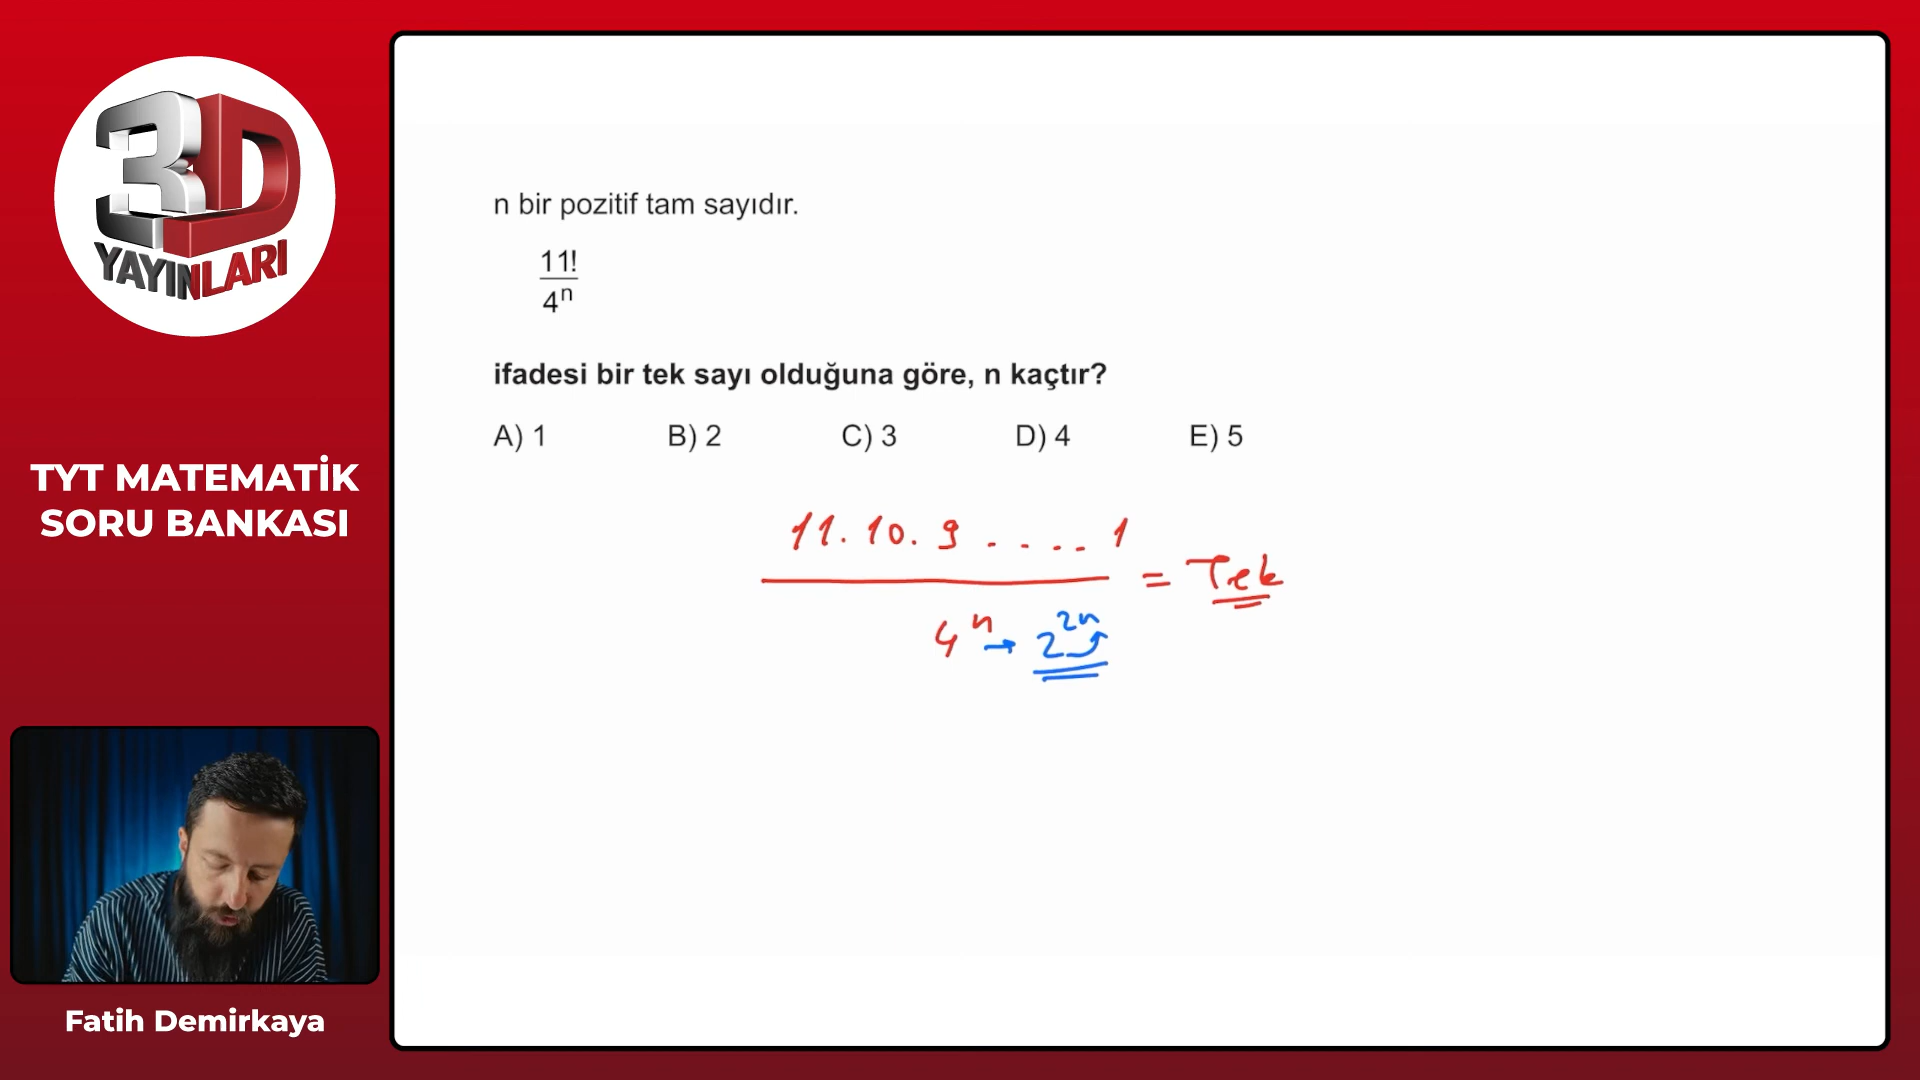 3D
YAYINLARI
TYT MATEMATİK
SORU BANKASI
Fatih Demirkaya
n bir pozitif tam sayıdır.
11!
4ⁿ
ifadesi bir tek sayı olduğuna göre, n kaçtır?
A) 1 B) 2 C) 3 D) 4 E) 5
11. 10. 9 . . . . 1
= Tek
4ⁿ → 2²ⁿ